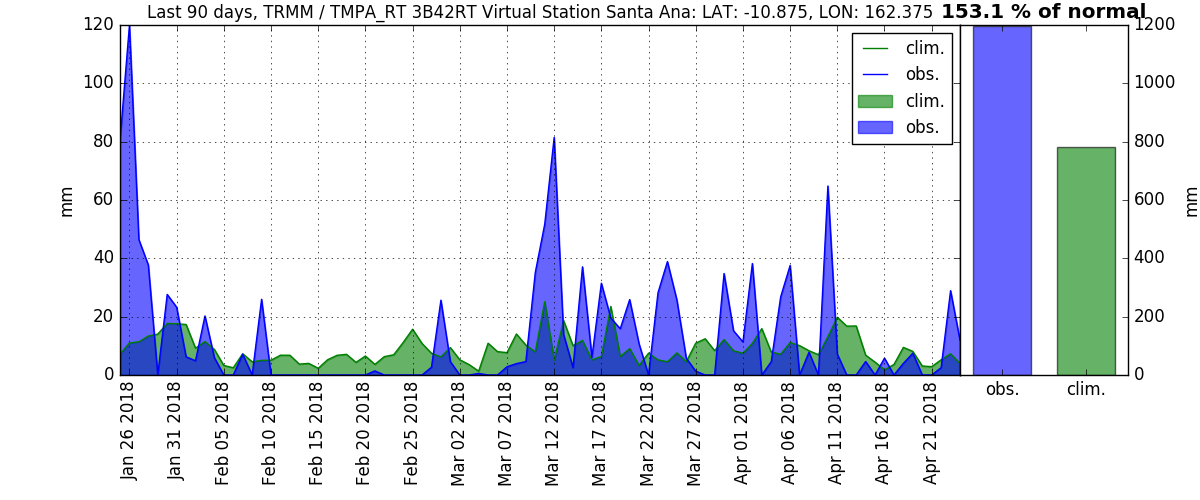 Last 90 days, TRMM / TMPA_RT 3B42RT Virtual Station Santa Ana: LAT: -10.875, LON: 162.375 153.1 % of normal
120
100
80
60
40
20
0
mm
clim.
obs.
clim.
obs.
1200
1000
800
600
400
200
0
mm
Jan 26 2018
Jan 31 2018
Feb 05 2018
Feb 10 2018
Feb 15 2018
Feb 20 2018
Feb 25 2018
Mar 02 2018
Mar 07 2018
Mar 12 2018
Mar 17 2018
Mar 22 2018
Mar 27 2018
Apr 01 2018
Apr 06 2018
Apr 11 2018
Apr 16 2018
Apr 21 2018
obs.
clim.